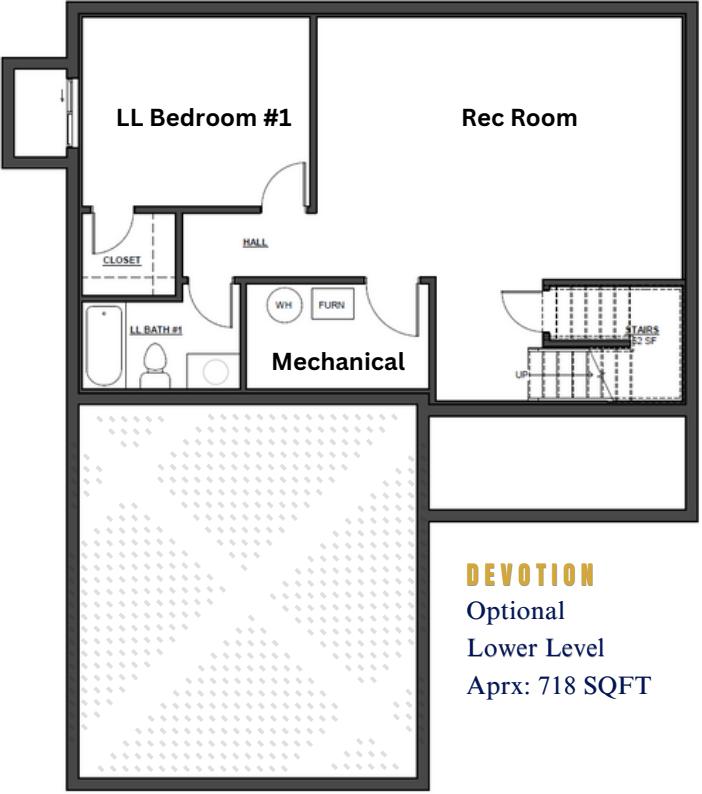 LL Bedroom #1
Rec Room
HALL
CLOSET
WH
FURN
LL BATH #1
STAIRS
52 SF
Mechanical
UP
DEVOTION
Optional
Lower Level
Aprx: 718 SQFT